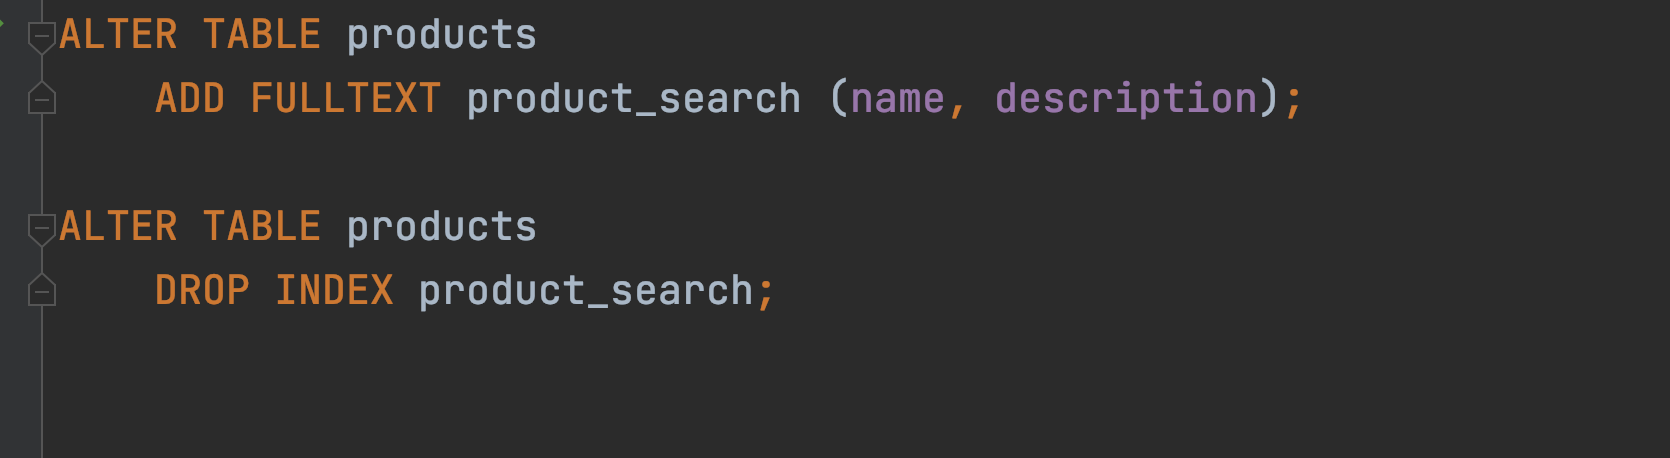 ALTER TABLE products
    ADD FULLTEXT product_search (name, description);
ALTER TABLE products
    DROP INDEX product_search;